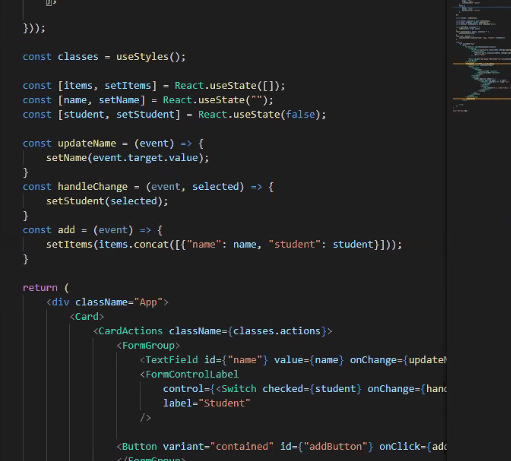 }));
const classes = useStyles();
const [items, setItems] = React.useState([]);
const [name, setName] = React.useState("");
const [student, setStudent] = React.useState(false);
const updateName = (event) => {
setName(event.target.value);
}
const handleChange = (event, selected) => {
setStudent(selected);
}
const add = (event) => {
setItems(items.concat([{"name": name, "student": student}]));
}
return (
<div className="App">
<Card>
<CardActions className={classes.actions}>
<FormGroup>
<TextField id={"name"} value={name} onChange={updateN
<FormControlLabel
control={<Switch checked={student} onChange={han
label="Student"
/>
<Button variant="contained" id={"addButton"} onClick={add
</FormGroup>